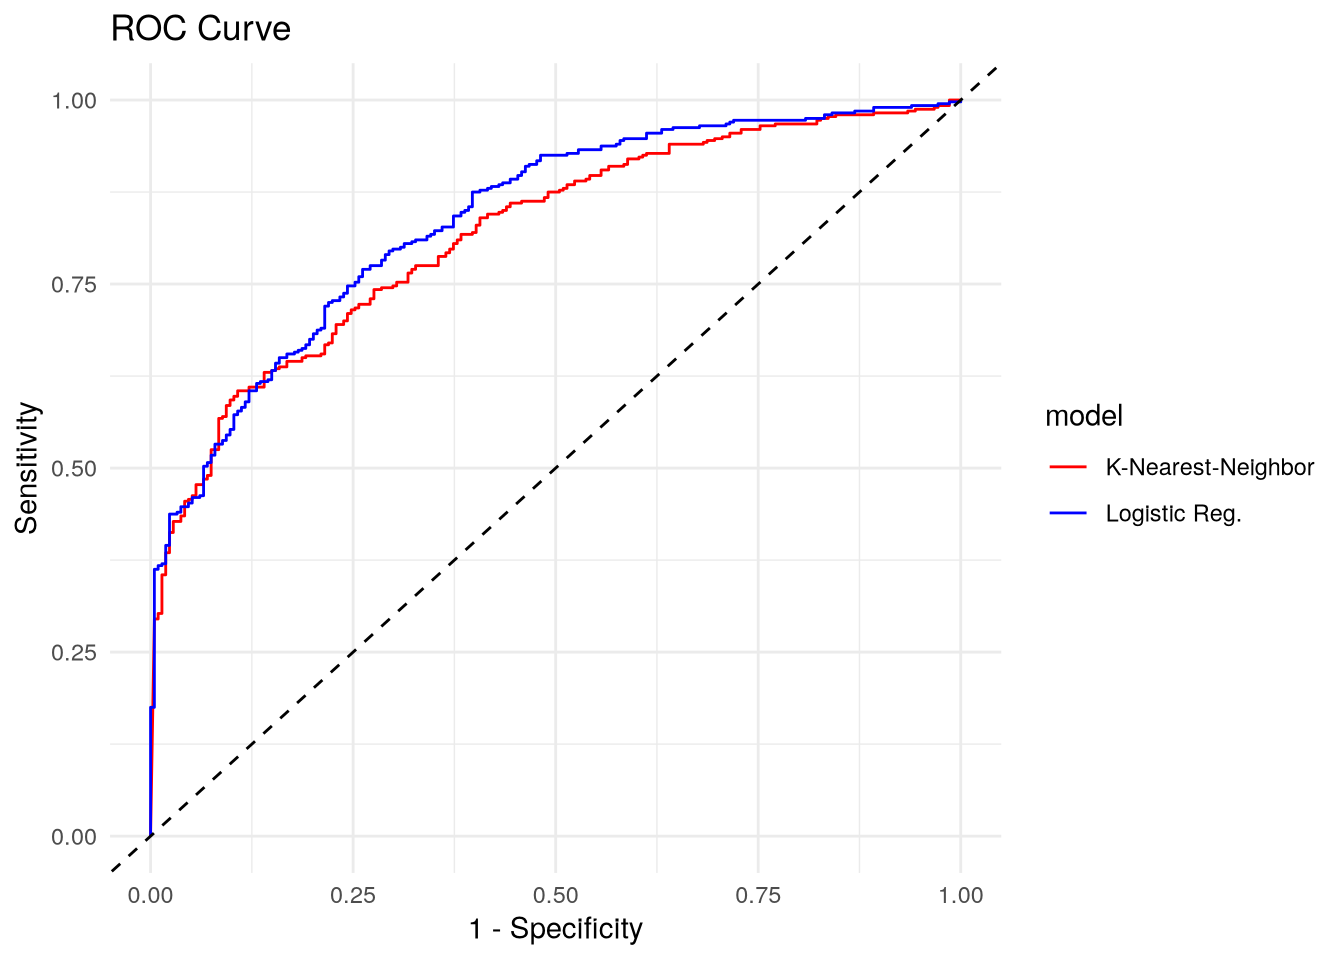 ROC Curve
1.00
0.75
0.50
0.25
0.00
Sensitivity
0.00 0.25 0.50 0.75 1.00
1 - Specificity
model
K-Nearest-Neighbor
Logistic Reg.